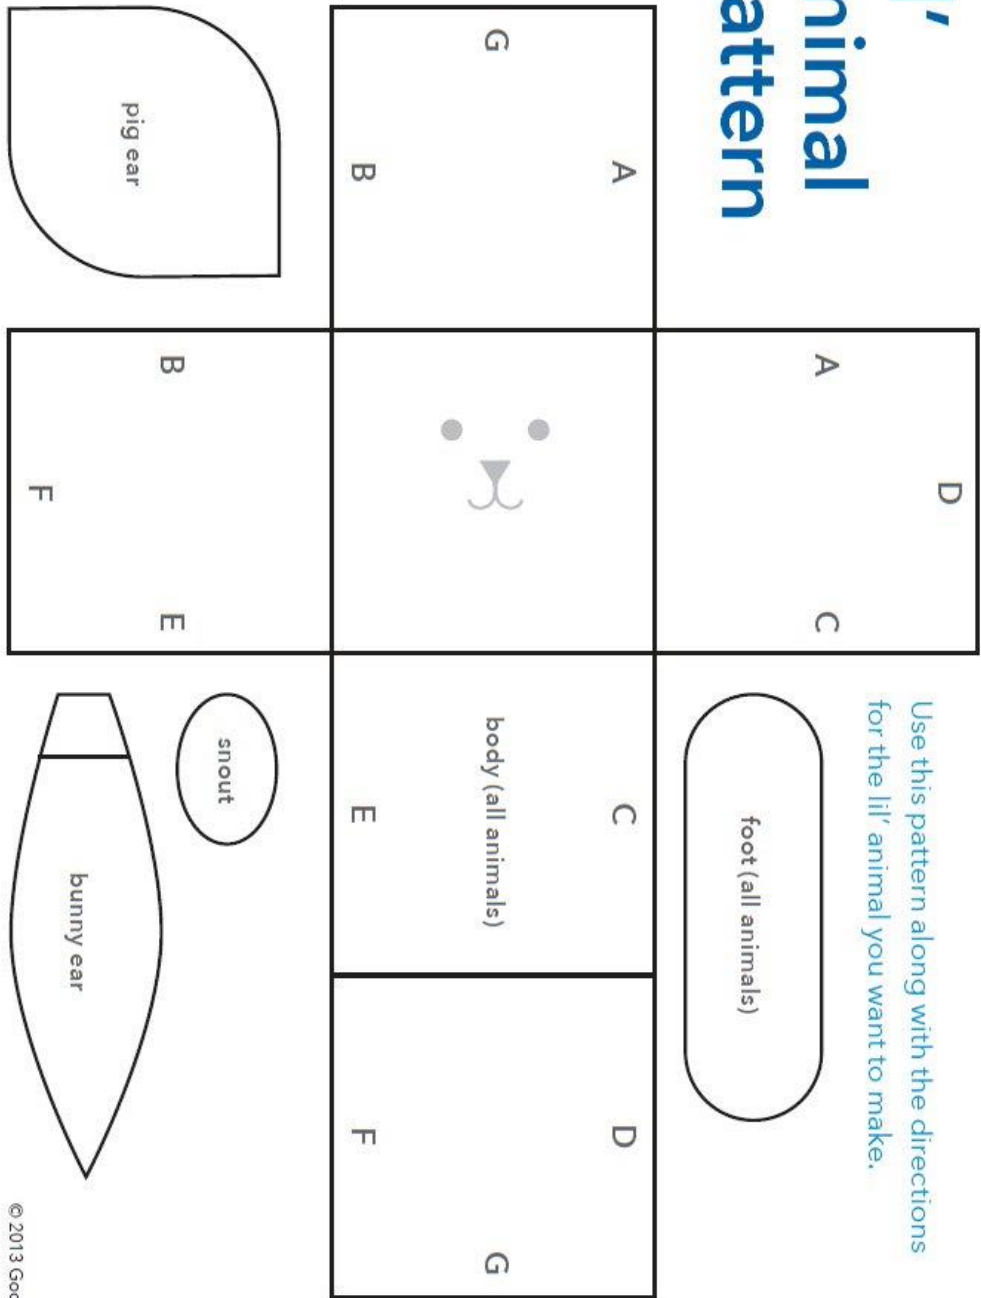 l’
nimal
attern
Use this pattern along with the directions
for the lil’ animal you want to make.
D
A C
foot (all animals)
A C D
G body (all animals) G
B E F
snout
B E
pig ear
bunny ear
F
© 2013